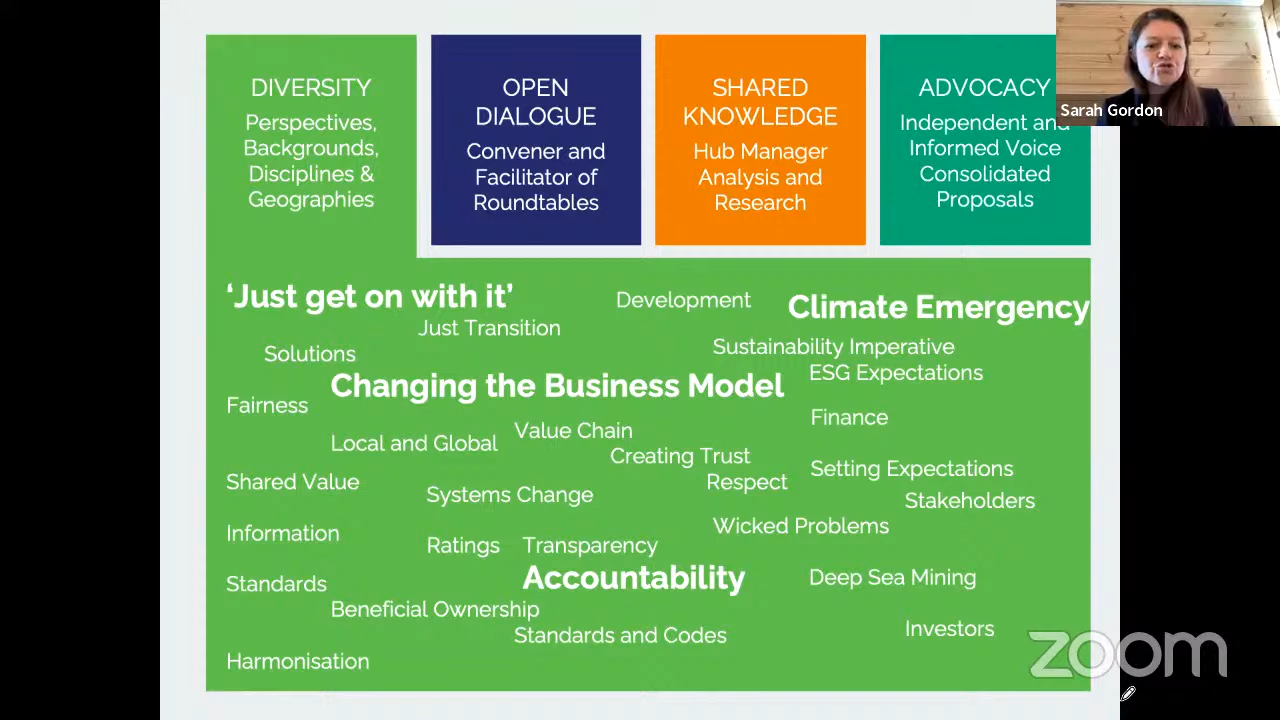 DIVERSITY
Perspectives,
Backgrounds,
Disciplines &
Geographies
OPEN
DIALOGUE
Convener and
Facilitator of
Roundtables
SHARED
KNOWLEDGE
Hub Manager
Analysis and
Research
ADVOCACY
Independent and
Informed Voice
Consolidated
Proposals
Sarah Gordon
‘Just get on with it’
Development
Climate Emergency
Just Transition
Solutions
Sustainability Imperative
Changing the Business Model
ESG Expectations
Fairness
Finance
Local and Global
Value Chain
Creating Trust
Setting Expectations
Shared Value
Respect
Systems Change
Stakeholders
Information
Wicked Problems
Ratings
Transparency
Standards
Accountability
Deep Sea Mining
Beneficial Ownership
Standards and Codes
Investors
Harmonisation
zoom